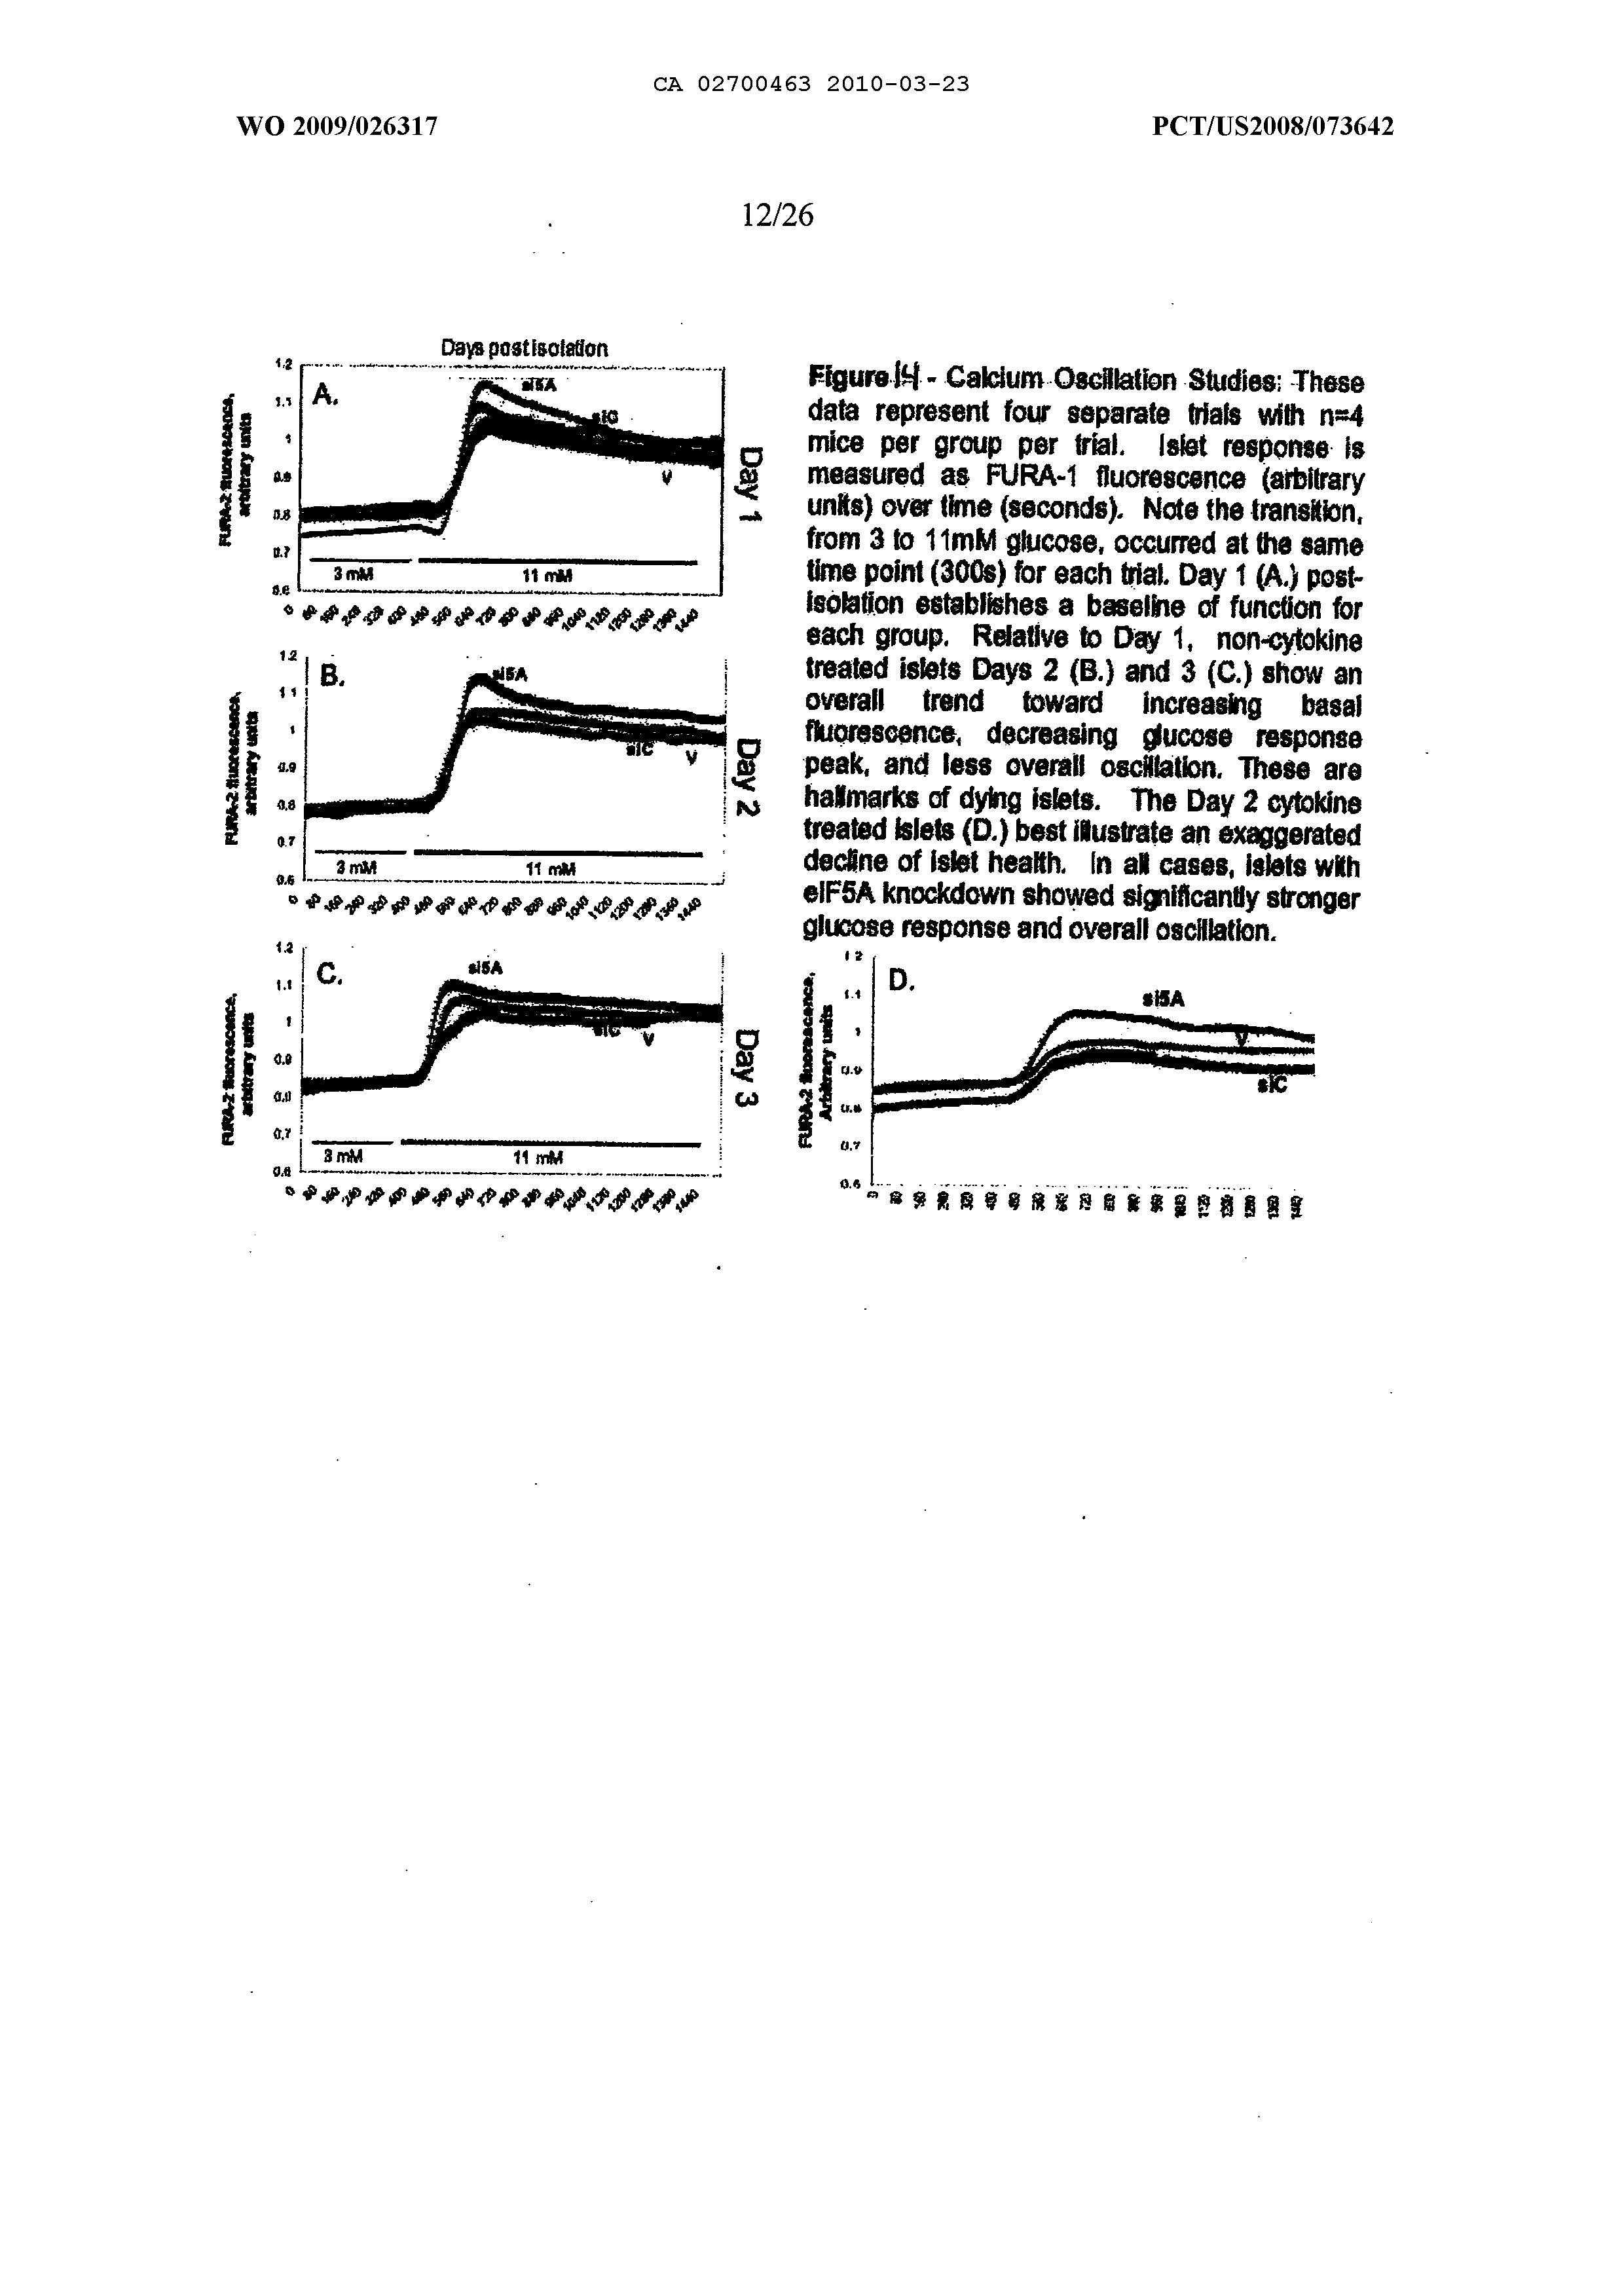 CA 02700463 2010-03-23
WO 2009/026317
PCT/US2008/073642
12/26
Days post isolation
FURA-2 fluorescence,
arbitrary units
1.2
1.1
1
0.9
0.8
0.7
0.6
A.
si5A
siC
V
3 mM
11 mM
0 80 160 240 320 400 480 560 640 720 800 880 960 1040 1120 1200 1280 1360 1440
Day 1
FURA-2 fluorescence,
arbitrary units
1.2
1.1
1
0.9
0.8
0.7
0.6
B.
si5A
siC
V
3 mM
11 mM
0 80 160 240 320 400 480 560 640 720 800 880 960 1040 1120 1200 1280 1360 1440
Day 2
FURA-2 fluorescence,
arbitrary units
1.2
1.1
1
0.9
0.8
0.7
0.6
C.
si5A
siC
V
3 mM
11 mM
0 80 160 240 320 400 480 560 640 720 800 880 960 1040 1120 1200 1280 1360 1440
Day 3
Figure 14 - Calcium Oscillation Studies: These
data represent four separate trials with n=4
mice per group per trial. Islet response is
measured as FURA-1 fluorescence (arbitrary
units) over time (seconds). Note the transition,
from 3 to 11mM glucose, occurred at the same
time point (300s) for each trial. Day 1 (A.) post-
isolation establishes a baseline of function for
each group. Relative to Day 1, non-cytokine
treated islets Days 2 (B.) and 3 (C.) show an
overall trend toward increasing basal
fluorescence, decreasing glucose response
peak, and less overall oscillation. These are
hallmarks of dying islets. The Day 2 cytokine
treated islets (D.) best illustrate an exaggerated
decline of islet health. In all cases, islets with
eIF5A knockdown showed significantly stronger
glucose response and overall oscillation.
FURA-2 fluorescence,
Arbitrary units
1.2
1.1
1
0.9
0.8
0.7
0.6
D.
si5A
V
siC
720
1120
1200
1280
1360
1440